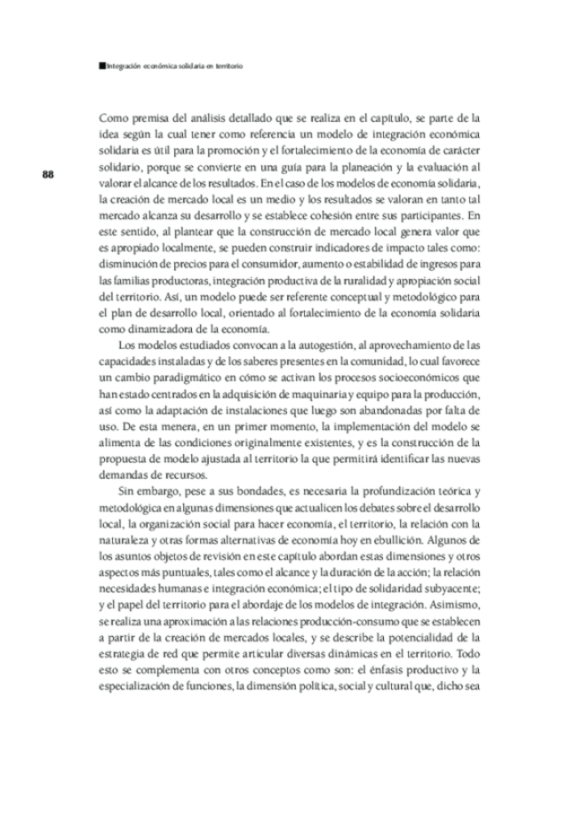 Integración económica solidaria en territorio
88
Como premisa del análisis detallado que se realiza en el capítulo, se parte de la
idea según la cual tener como referencia un modelo de integración económica
solidaria es útil para la promoción y el fortalecimiento de la economía de carácter
solidario, porque se convierte en una guía para la planeación y la evaluación al
valorar el alcance de los resultados. En el caso de los modelos de economía solidaria,
la creación de mercado local es un medio y los resultados se valoran en tanto tal
mercado alcanza su desarrollo y se establece cohesión entre sus participantes. En
este sentido, al plantear que la construcción de mercado local genera valor que
es apropiado localmente, se pueden construir indicadores de impacto tales como:
disminución de precios para el consumidor, aumento o estabilidad de ingresos para
las familias productoras, integración productiva de la ruralidad y apropiación social
del territorio. Así, un modelo puede ser referente conceptual y metodológico para
el plan de desarrollo local, orientado al fortalecimiento de la economía solidaria
como dinamizadora de la economía.
Los modelos estudiados convocan a la autogestión, al aprovechamiento de las
capacidades instaladas y de los saberes presentes en la comunidad, lo cual favorece
un cambio paradigmático en cómo se activan los procesos socioeconómicos que
han estado centrados en la adquisición de maquinaria y equipo para la producción,
así como la adaptación de instalaciones que luego son abandonadas por falta de
uso. De esta menera, en un primer momento, la implementación del modelo se
alimenta de las condiciones originalmente existentes, y es la construcción de la
propuesta de modelo ajustada al territorio la que permitirá identificar las nuevas
demandas de recursos.
Sin embargo, pese a sus bondades, es necesaria la profundización teórica y
metodológica en algunas dimensiones que actualicen los debates sobre el desarrollo
local, la organización social para hacer economía, el territorio, la relación con la
naturaleza y otras formas alternativas de economía hoy en ebullición. Algunos de
los asuntos objetos de revisión en este capítulo abordan estas dimensiones y otros
aspectos más puntuales, tales como el alcance y la duración de la acción; la relación
necesidades humanas e integración económica; el tipo de solidaridad subyacente;
y el papel del territorio para el abordaje de los modelos de integración. Asimismo,
se realiza una aproximación a las relaciones producción-consumo que se establecen
a partir de la creación de mercados locales, y se describe la potencialidad de la
estrategia de red que permite articular diversas dinámicas en el territorio. Todo
esto se complementa con otros conceptos como son: el énfasis productivo y la
especialización de funciones, la dimensión política, social y cultural que, dicho sea